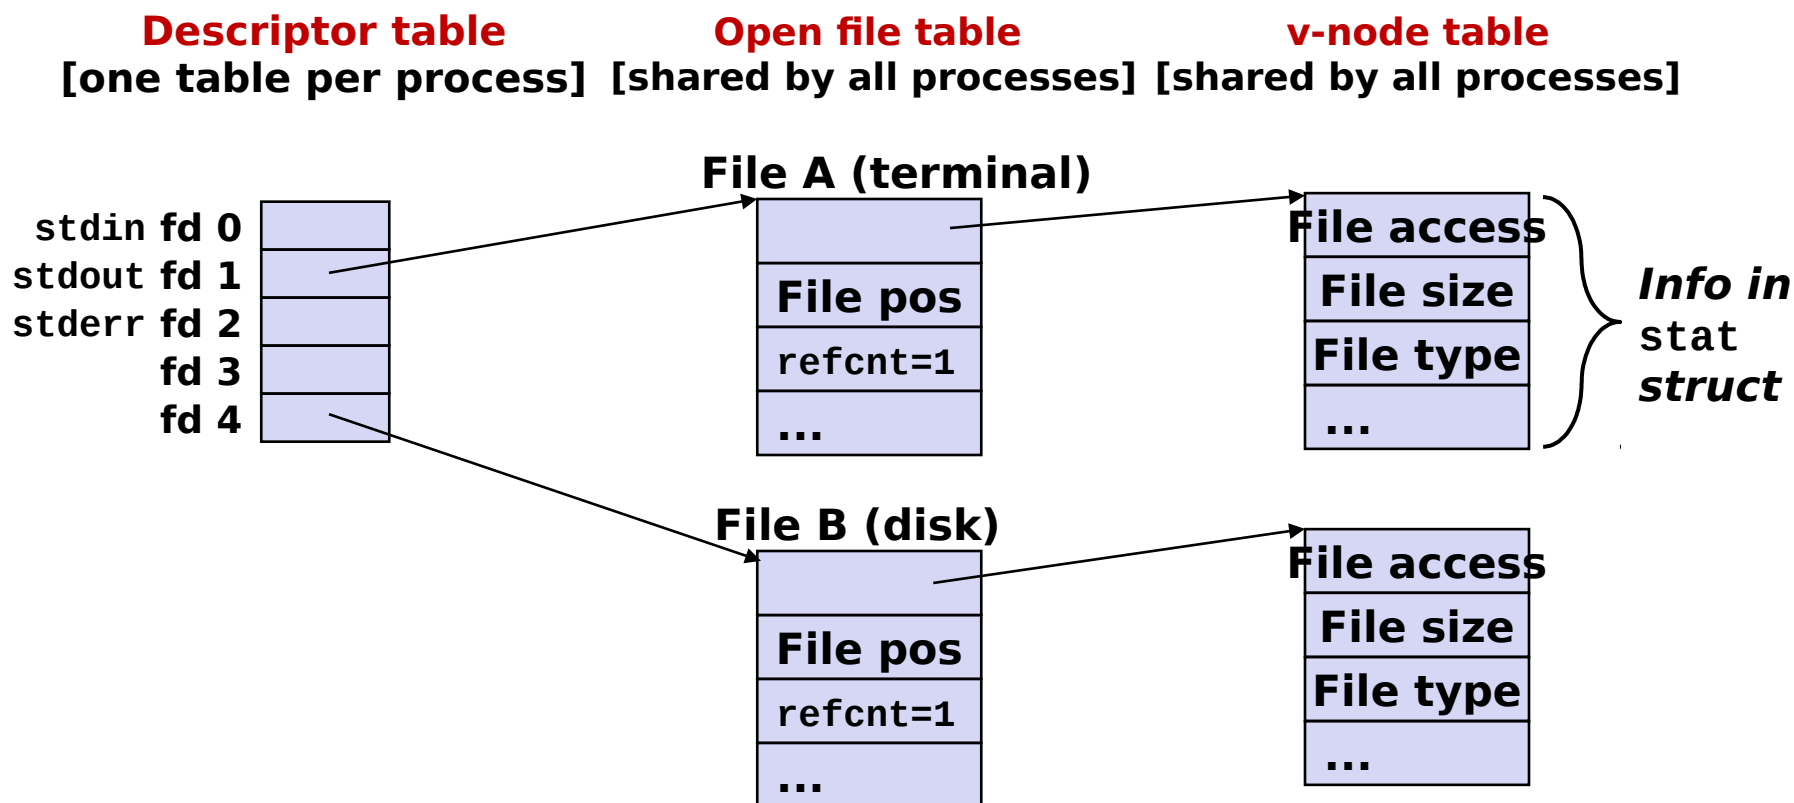 Descriptor table
[one table per process]
Open file table
[shared by all processes]
v-node table
[shared by all processes]
stdin fd 0
stdout fd 1
stderr fd 2
fd 3
fd 4
File A (terminal)
File pos
refcnt=1
...
File B (disk)
File pos
refcnt=1
...
File access
File size
File type
...
Info in
stat
struct
File access
File size
File type
...